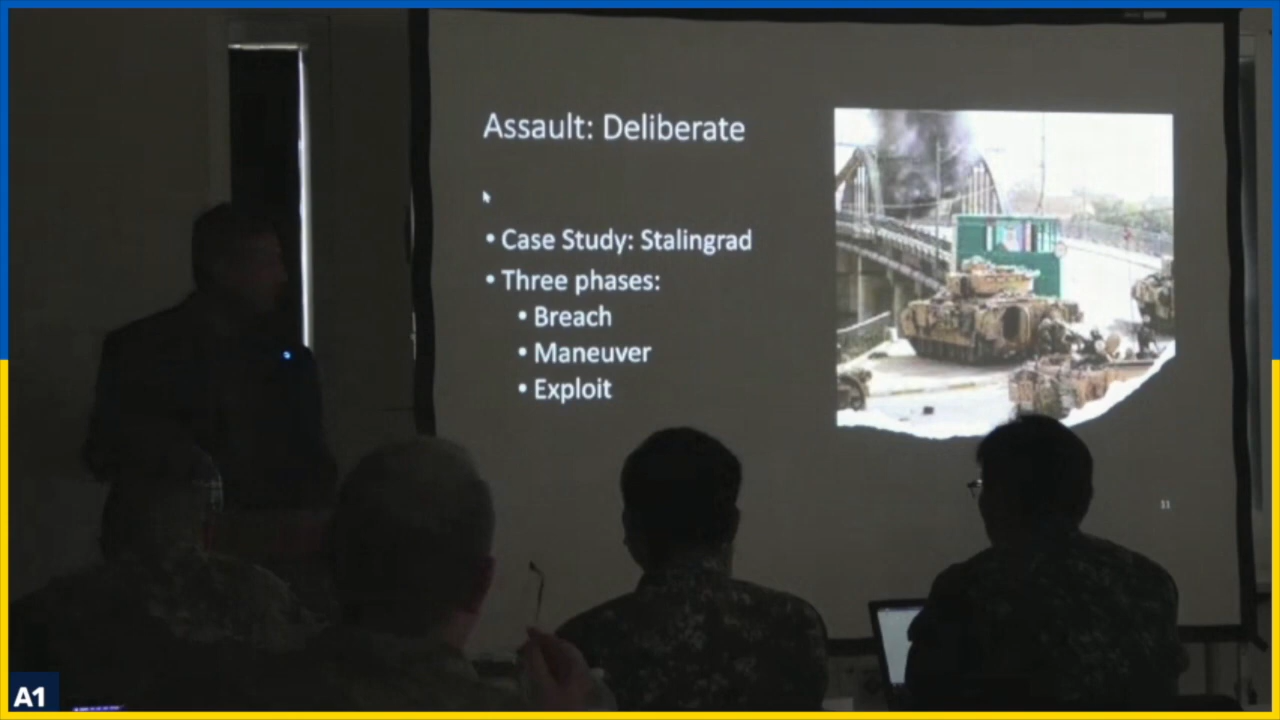 Assault: Deliberate
• Case Study: Stalingrad
• Three phases:
• Breach
• Maneuver
• Exploit
11
A1